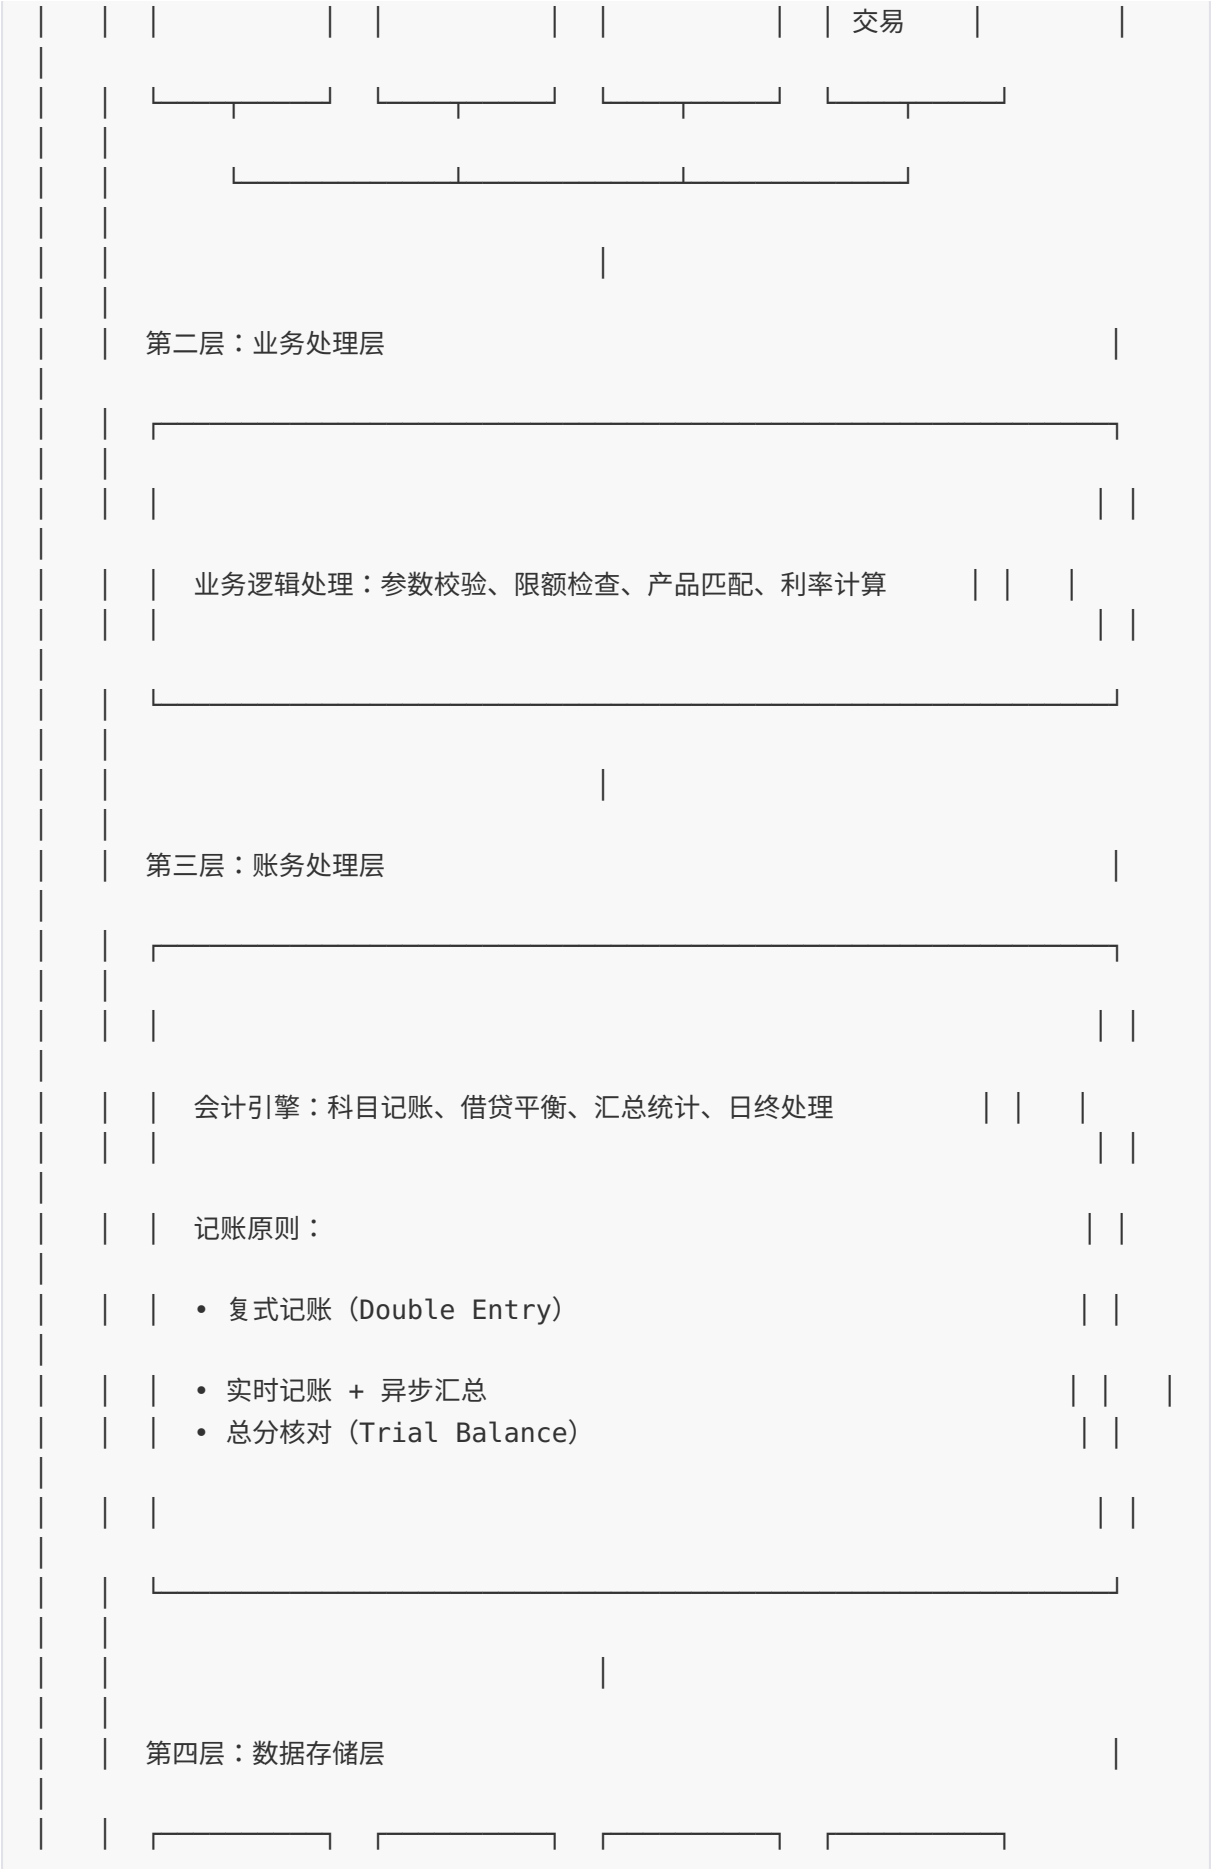 交易
第二层：业务处理层
业务逻辑处理：参数校验、限额检查、产品匹配、利率计算
第三层：账务处理层
会计引擎：科目记账、借贷平衡、汇总统计、日终处理
记账原则：
• 复式记账（Double Entry）
• 实时记账 + 异步汇总
• 总分核对（Trial Balance）
第四层：数据存储层